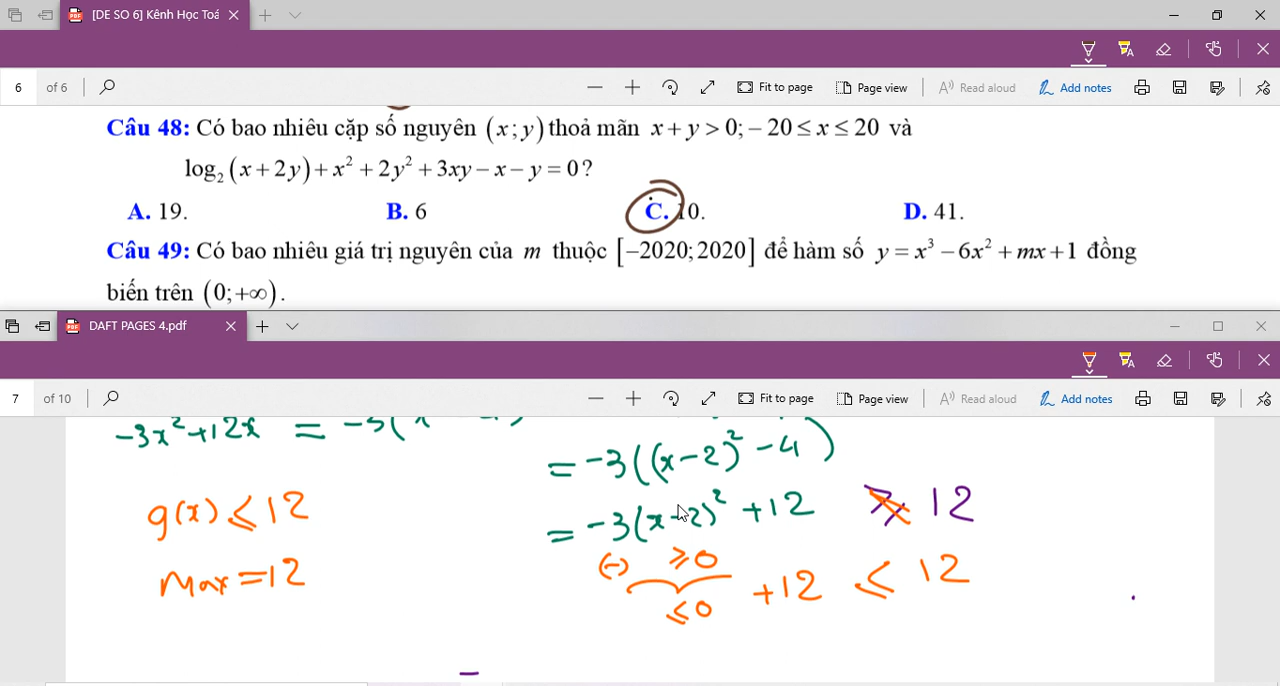 [DE SO 6] Kênh Học Toá
6 of 6 Fit to page Page view Read aloud Add notes
Câu 48: Có bao nhiêu cặp số nguyên (x; y) thoả mãn x + y > 0; −20 ≤ x ≤ 20 và
log₂(x + 2y) + x² + 2y² + 3xy − x − y = 0?
A. 19. B. 6 C. 10. D. 41.
Câu 49: Có bao nhiêu giá trị nguyên của m thuộc [−2020; 2020] để hàm số y = x³ − 6x² + mx + 1 đồng
biến trên (0; +∞).
DAFT PAGES 4.pdf
7 of 10 Fit to page Page view Read aloud Add notes
−3x² + 12x = −3(x
= −3((x−2)² − 4)
g(x) ≤ 12
= −3(x−2)² + 12 12
(−) ≥0
Max = 12
≤0 + 12 ≤ 12